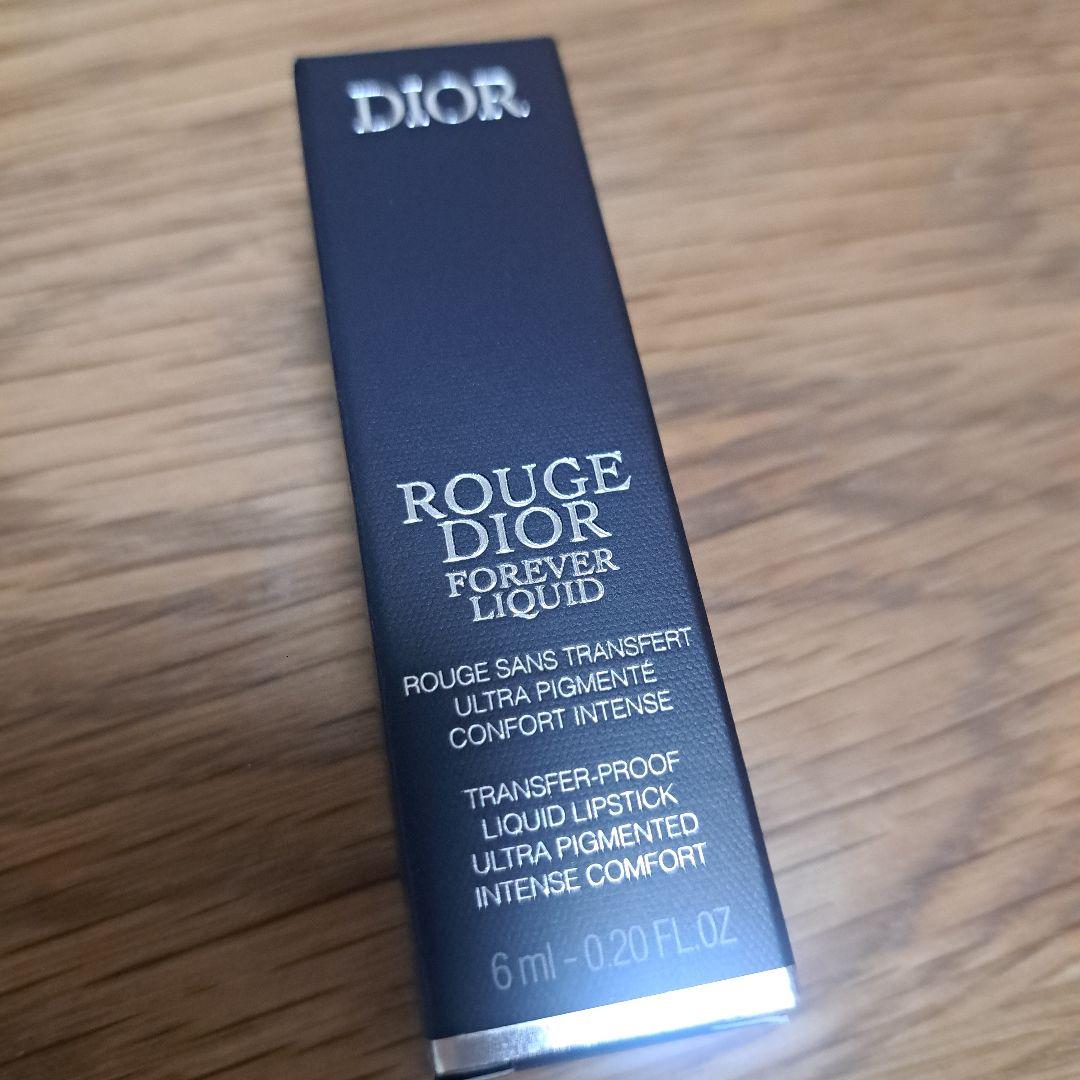 DIOR
ROUGE
DIOR
FOREVER
LIQUID
ROUGE SANS TRANSFERT
ULTRA PIGMENTÉ
CONFORT INTENSE
TRANSFER-PROOF
LIQUID LIPSTICK
ULTRA PIGMENTED
INTENSE COMFORT
6 ml - 0.20 FL.OZ